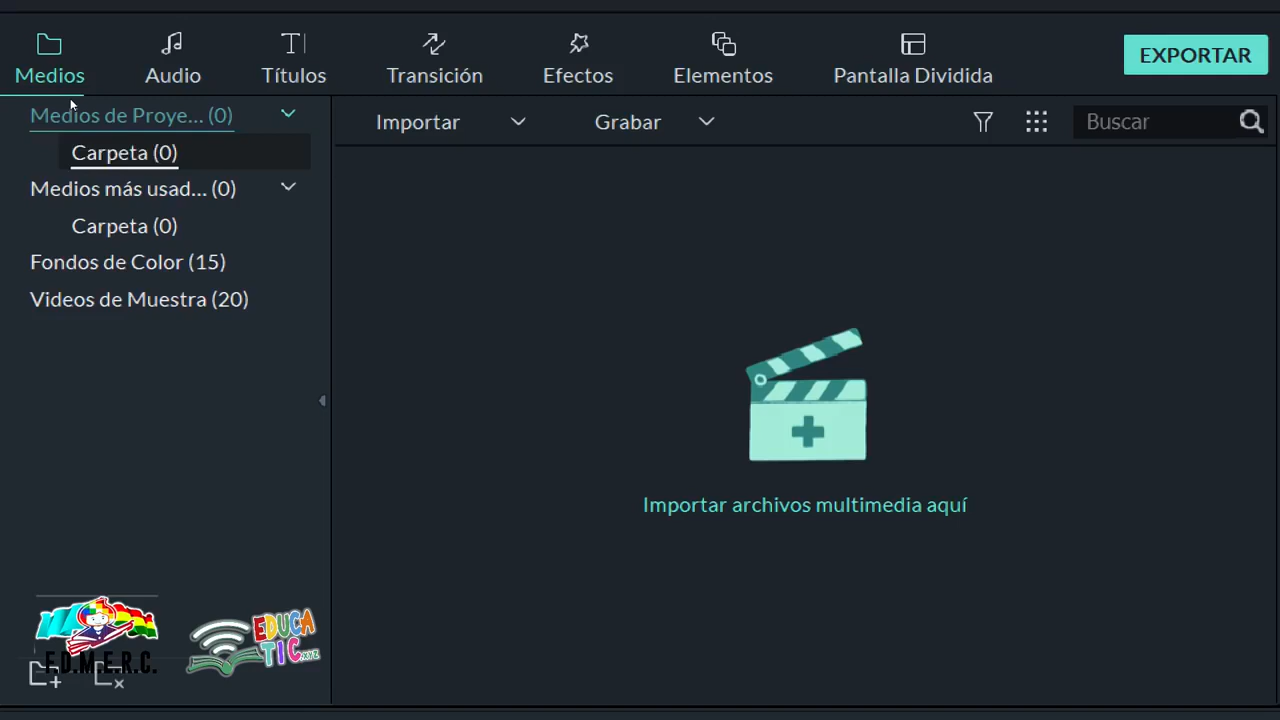 Medios
Audio
Títulos
Transición
Efectos
Elementos
Pantalla Dividida
EXPORTAR
Medios de Proye... (0)
Carpeta (0)
Medios más usad... (0)
Carpeta (0)
Fondos de Color (15)
Videos de Muestra (20)
Importar
Grabar
Buscar
Importar archivos multimedia aquí
F.D.M.E.R.C.
EDUCA
TIC.XYZ